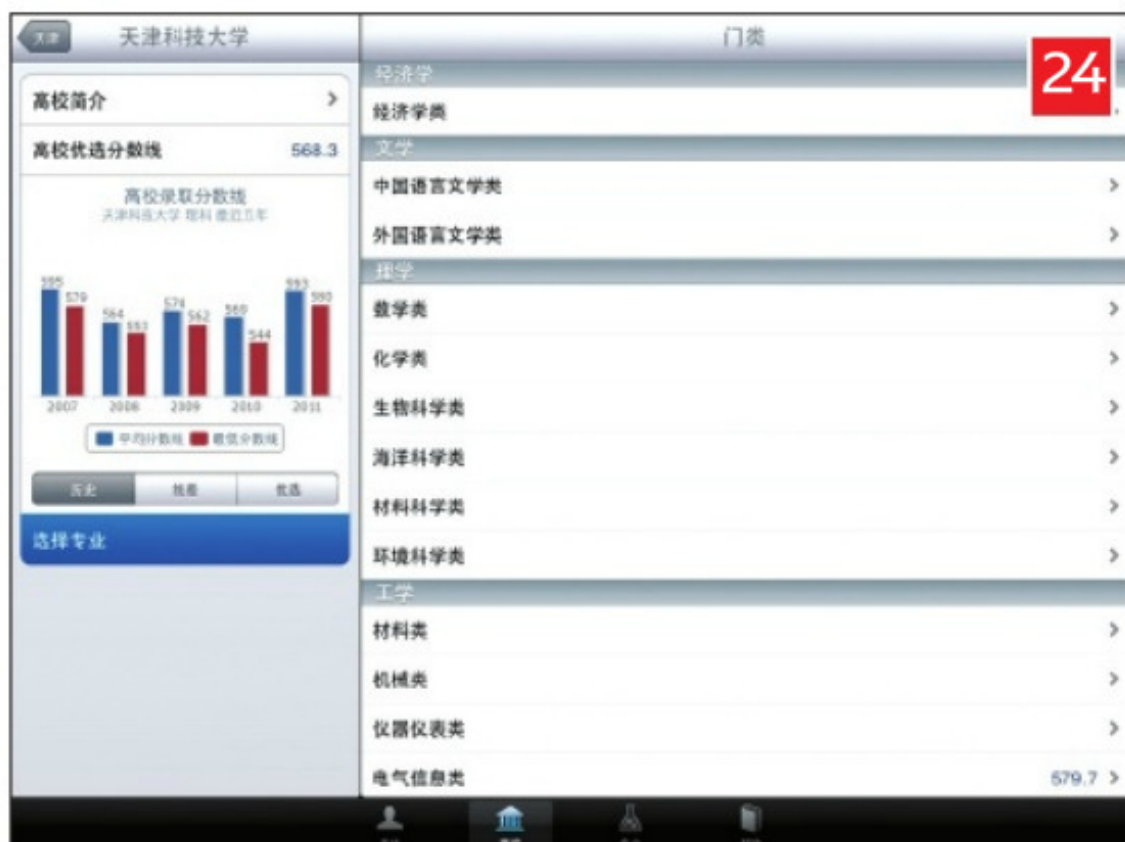 天津
天津科技大学
门类
24
高校简介
高校优选分数线 568.3
高校录取分数线
天津科技大学 理科 最近五年
595
579
564
553
574
562
569
544
593
2007 2008 2009 2010 2011
平均分数线 最低分数线
历史 线差 优选
选择专业
经济学
经济学类
文学
中国语言文学类
外国语言文学类
理学
数学类
化学类
生物科学类
海洋科学类
材料科学类
环境科学类
工学
材料类
机械类
仪器仪表类
电气信息类 579.7